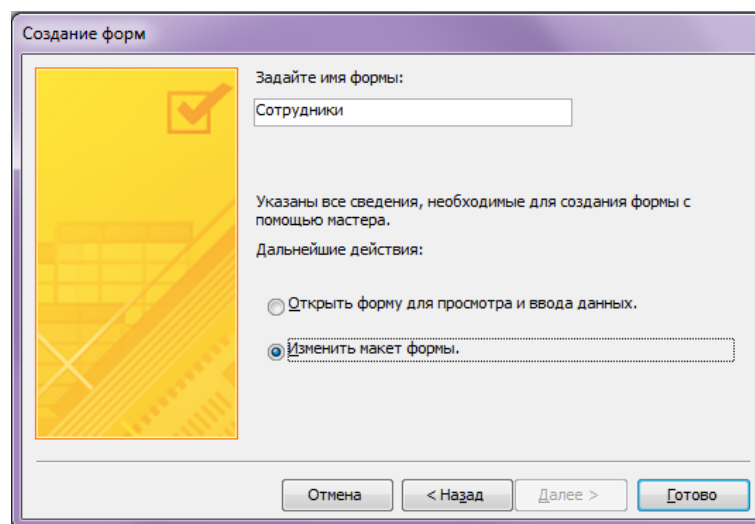 Создание форм
Задайте имя формы:
Сотрудники
Указаны все сведения, необходимые для создания формы с
помощью мастера.
Дальнейшие действия:
Открыть форму для просмотра и ввода данных.
Изменить макет формы.
Отмена
< Назад
Далее >
Готово